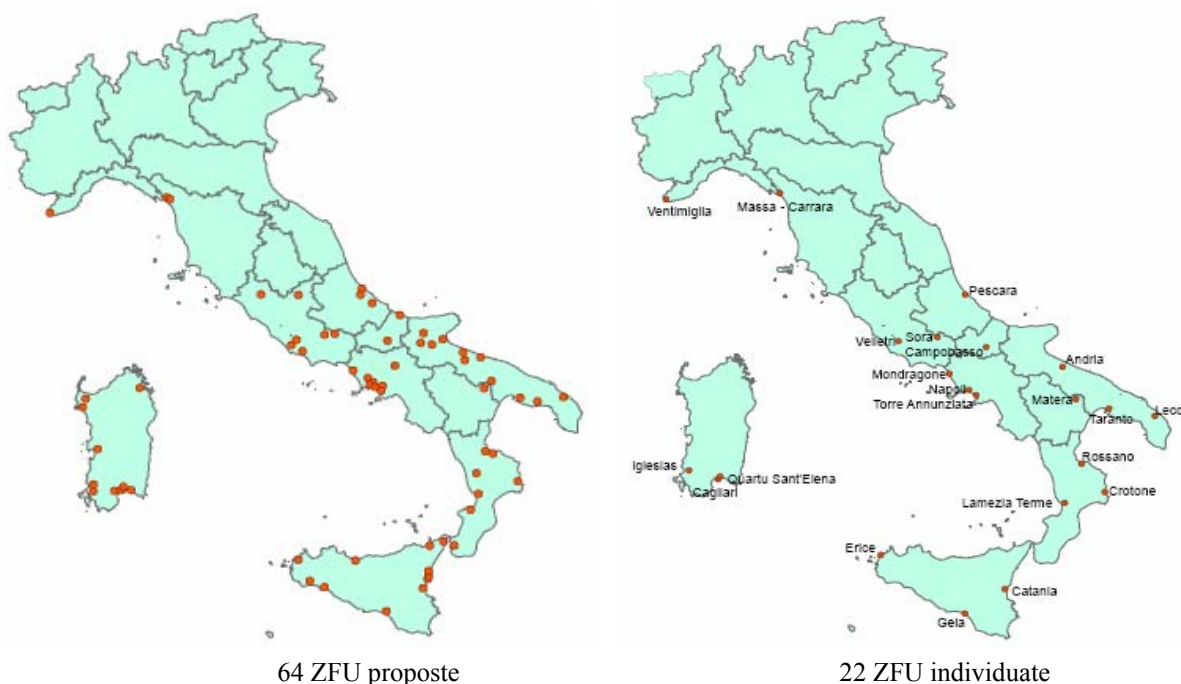 Ventimiglia
Massa - Carrara
Pescara
Sora
Velletri
Campobasso
Andria
Mondragone
Napoli
Torre Annunziata
Matera
Taranto
Lecc
Iglesias
Quartu Sant'Elena
Cagliari
Rossano
Crotone
Lamezia Terme
Erice
Catania
Gela
64 ZFU proposte
22 ZFU individuate